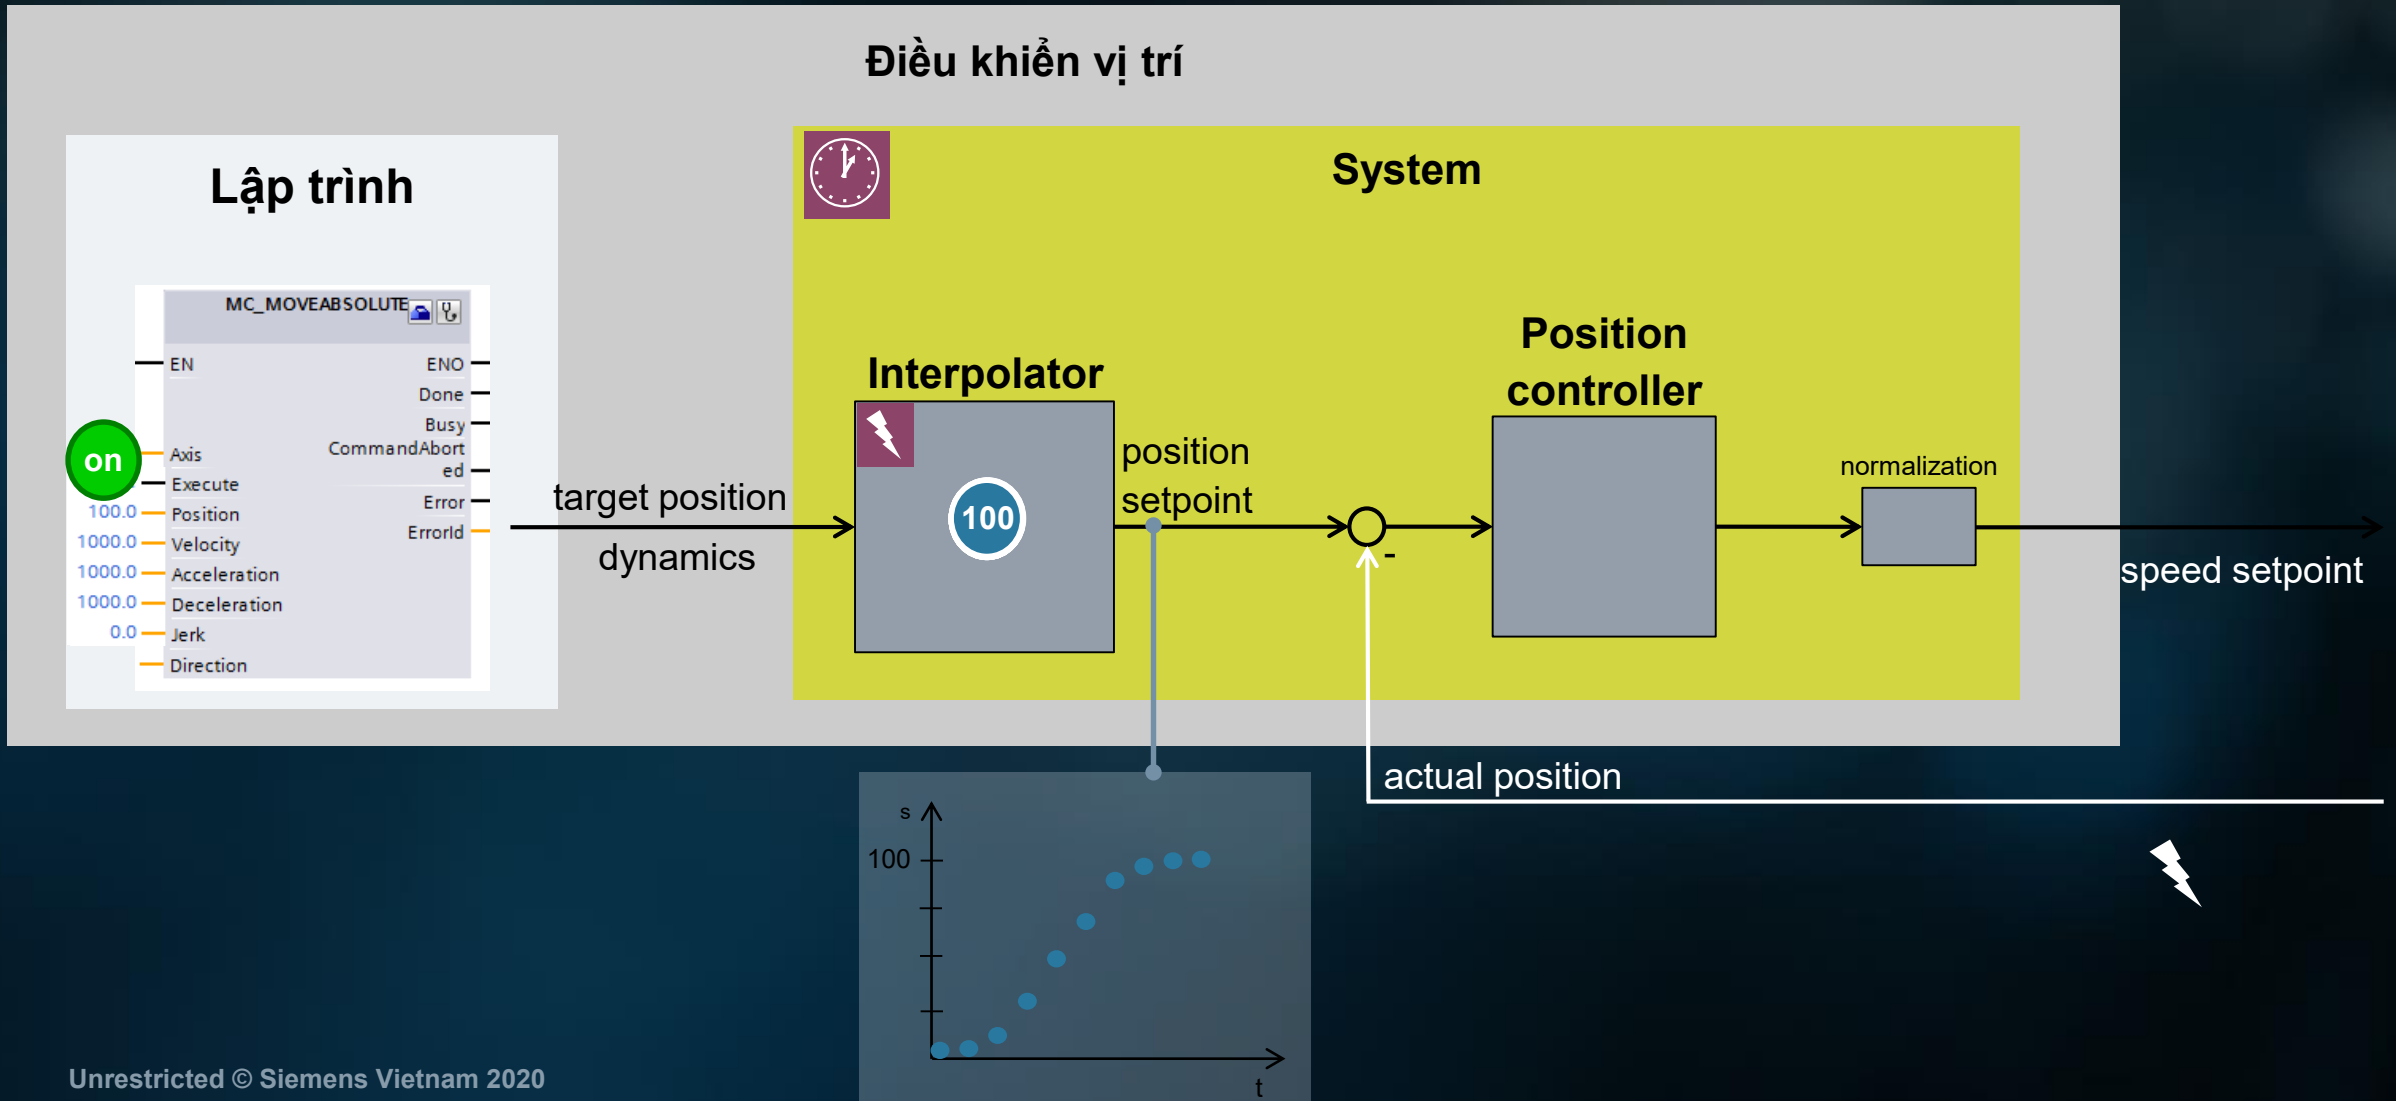 Điều khiển vị trí
Lập trình
MC_MOVEABSOLUTE
EN
ENO
Done
Busy
CommandAbort
ed
on
Axis
Execute
Error
100.0
Position
ErrorId
1000.0
Velocity
1000.0
Acceleration
1000.0
Deceleration
0.0
Jerk
Direction
target position
dynamics
System
Interpolator
100
position
setpoint
-
Position
controller
normalization
speed setpoint
actual position
s
100
t
Unrestricted © Siemens Vietnam 2020